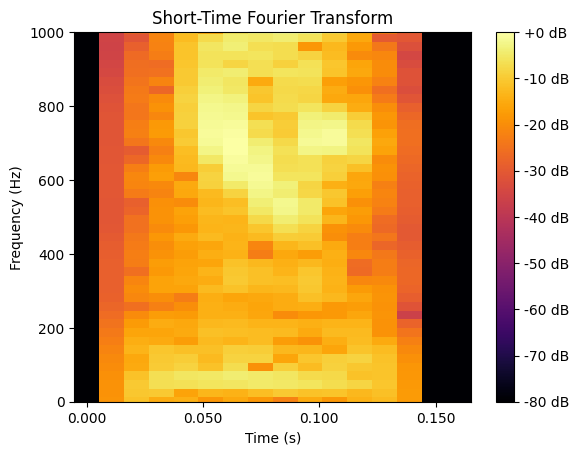 Short-Time Fourier Transform
1000
800
600
400
200
0
Frequency (Hz)
0.000
0.050
0.100
0.150
Time (s)
+0 dB
-10 dB
-20 dB
-30 dB
-40 dB
-50 dB
-60 dB
-70 dB
-80 dB